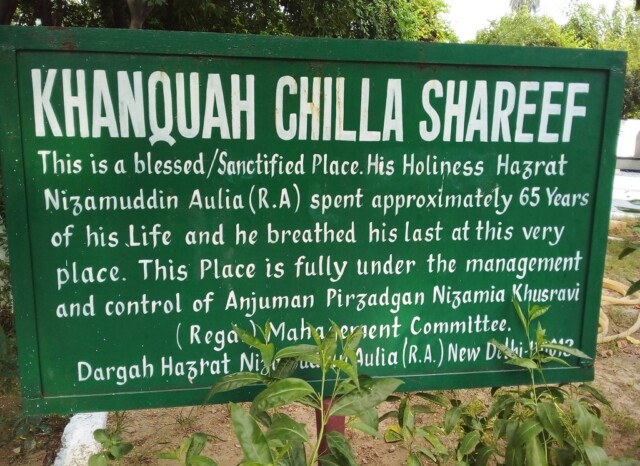 KHANQUAH CHILLA SHAREEF
This is a blessed/Sanctified Place. His Holiness Hazrat
Nizamuddin Aulia (R.A) spent approximately 65 Years
of his Life and he breathed his last at this very
place. This Place is fully under the management
and control of Anjuman Pirzadgan Nizamia Khusravi
Committee.
Dargah Hazrat Aulia (R.A.) New